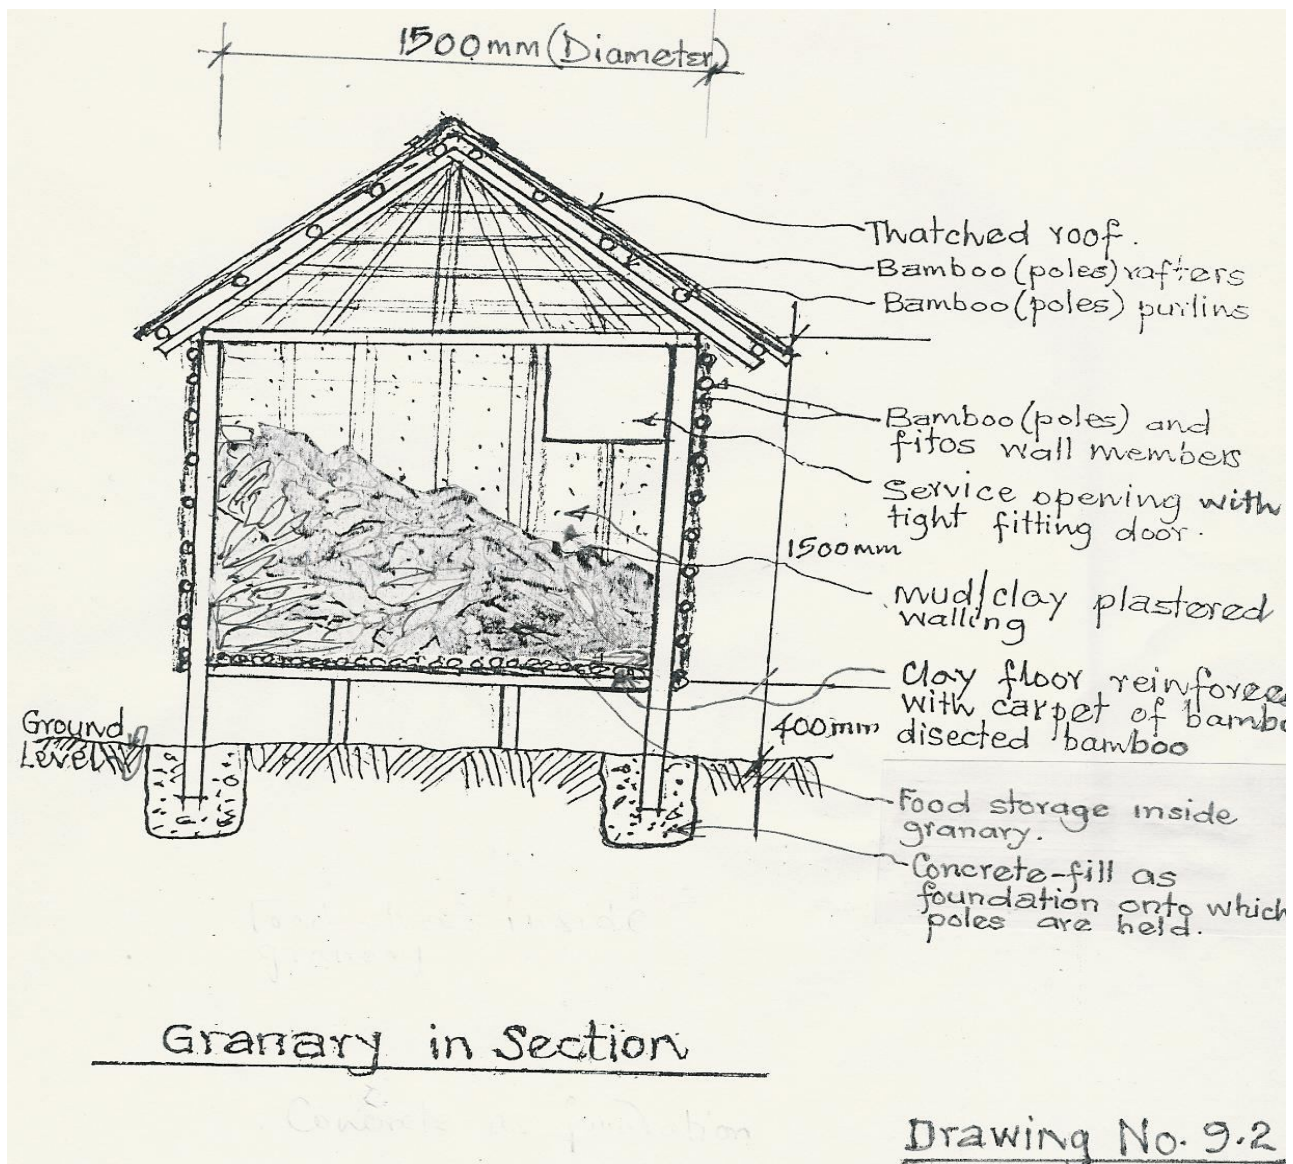 1500mm (Diameter)
Thatched roof.
Bamboo (poles) rafters
Bamboo (poles) purlins
Bamboo (poles) and
fitos wall members
Service opening with
tight fitting door.
1500mm
mud/clay plastered
walling
Clay floor reinforce
with carpet of bamb
disected bamboo
400mm
Ground
Level
Food storage inside
granary.
Concrete-fill as
foundation onto which
poles are held.
Granary in Section
Drawing No. 9.2